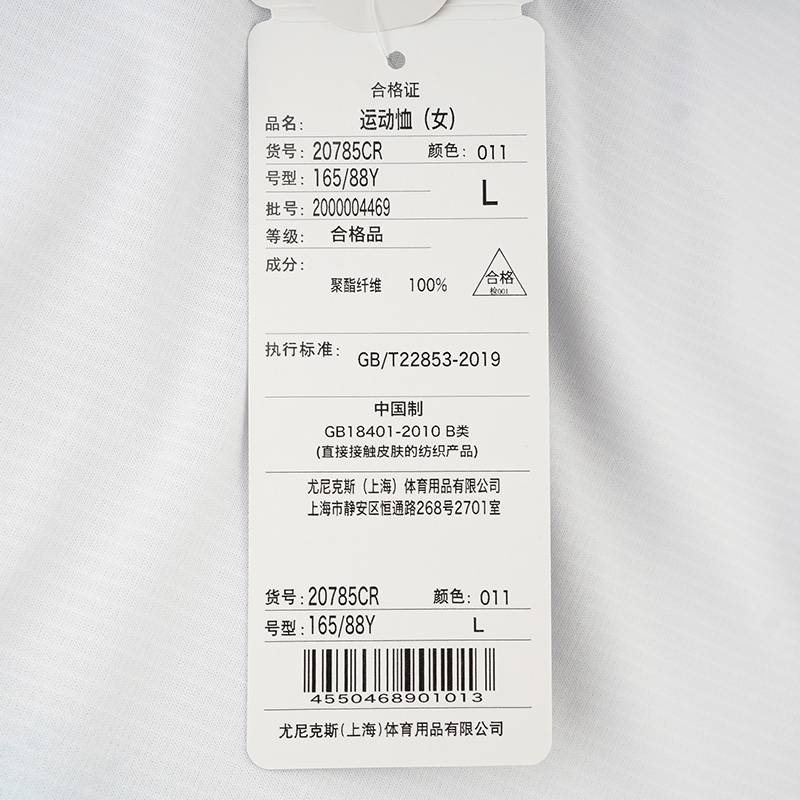 合格证
品名: 运动恤（女）
货号: 20785CR 颜色: 011
号型: 165/88Y L
批号: 2000004469
等级: 合格品
成分:
聚酯纤维 100%
合格
检001
执行标准: GB/T22853-2019
中国制
GB18401-2010 B类
(直接接触皮肤的纺织产品)
尤尼克斯（上海）体育用品有限公司
上海市静安区恒通路268号2701室
货号: 20785CR 颜色: 011
号型: 165/88Y L
4550468901013
尤尼克斯(上海)体育用品有限公司